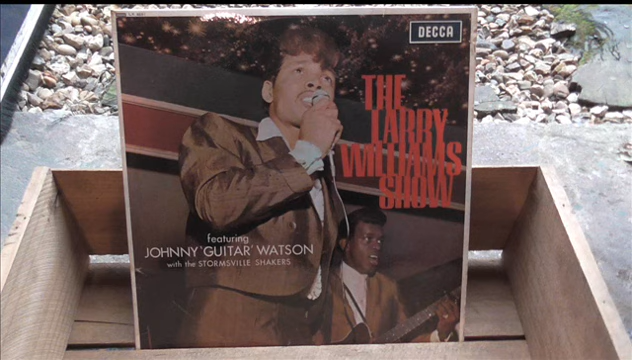 DECCA
THE
LARRY
WILLIAMS
SHOW
featuring
JOHNNY 'GUITAR' WATSON
with the STORMSVILLE SHAKERS